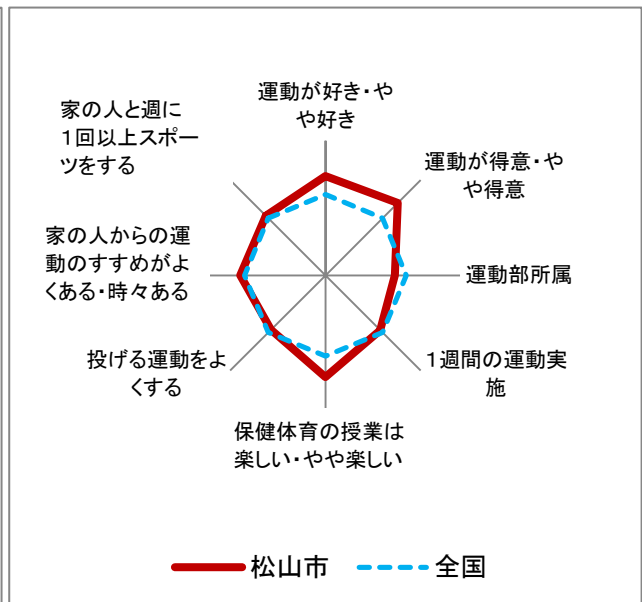 運動が好き・や
や好き
運動が得意・や
や得意
運動部所属
１週間の運動実
施
保健体育の授業は
楽しい・やや楽しい
投げる運動をよ
くする
家の人からの運
動のすすめがよ
くある・時々ある
家の人と週に
１回以上スポー
ツをする
松山市
全国